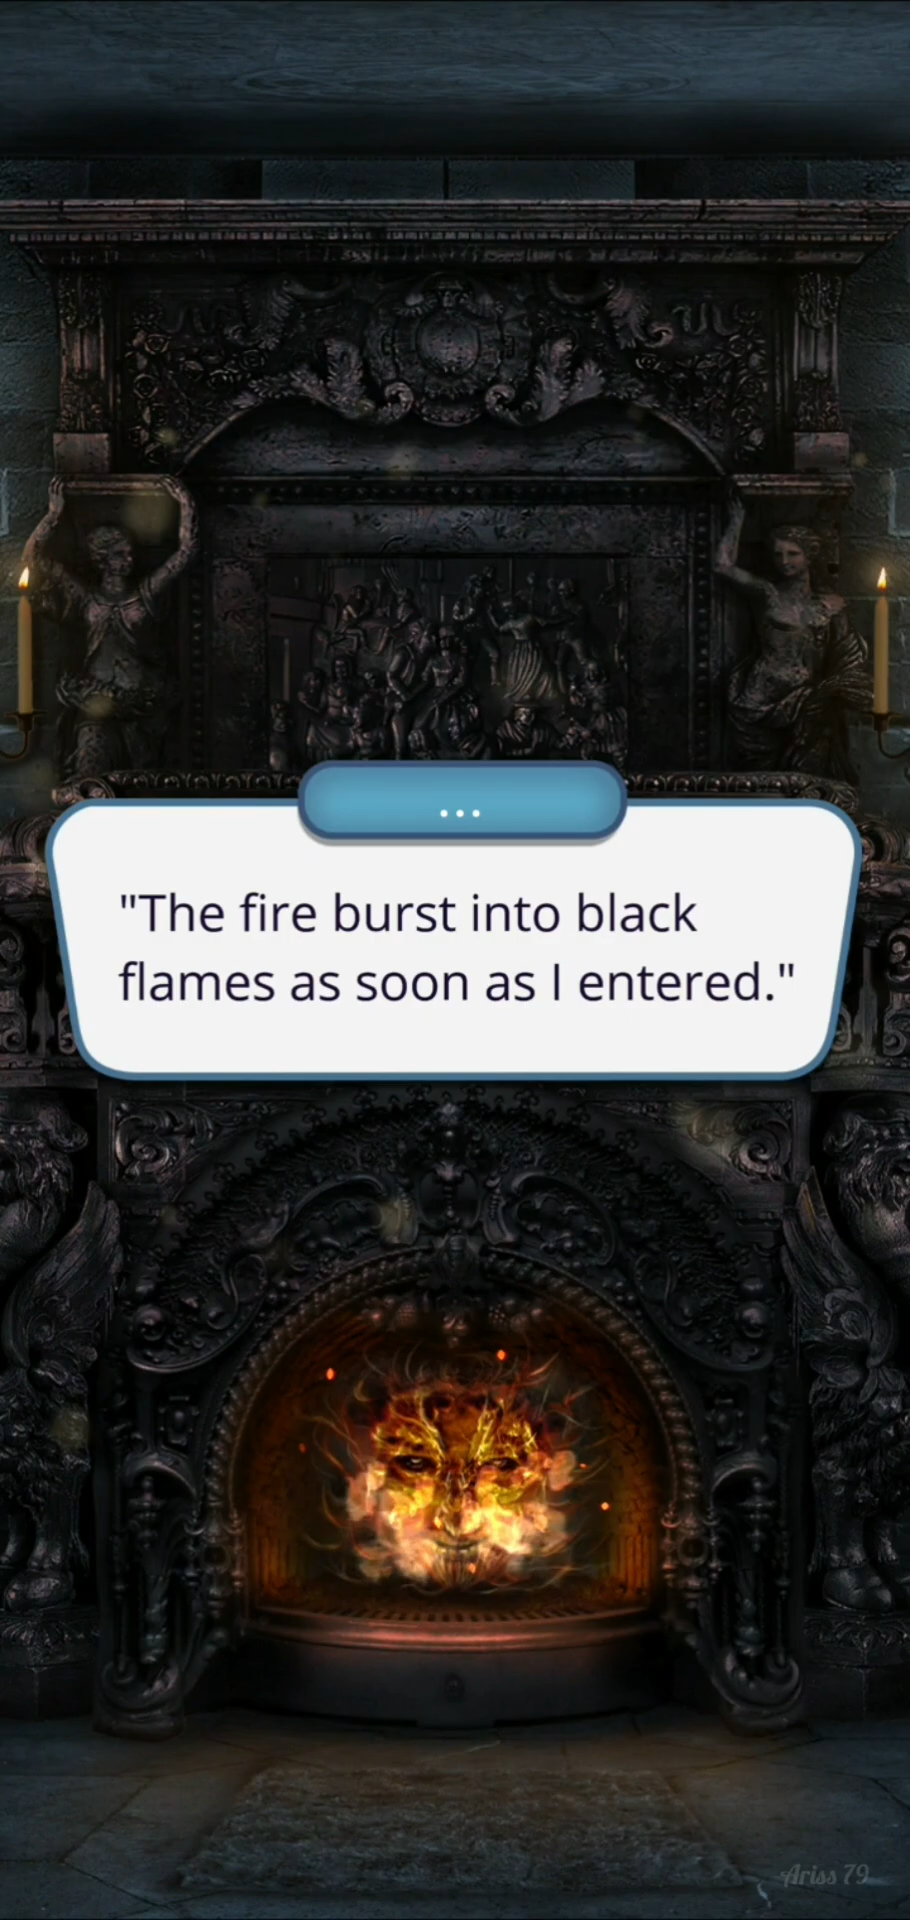 ...
"The fire burst into black
flames as soon as I entered."
Ariss 79